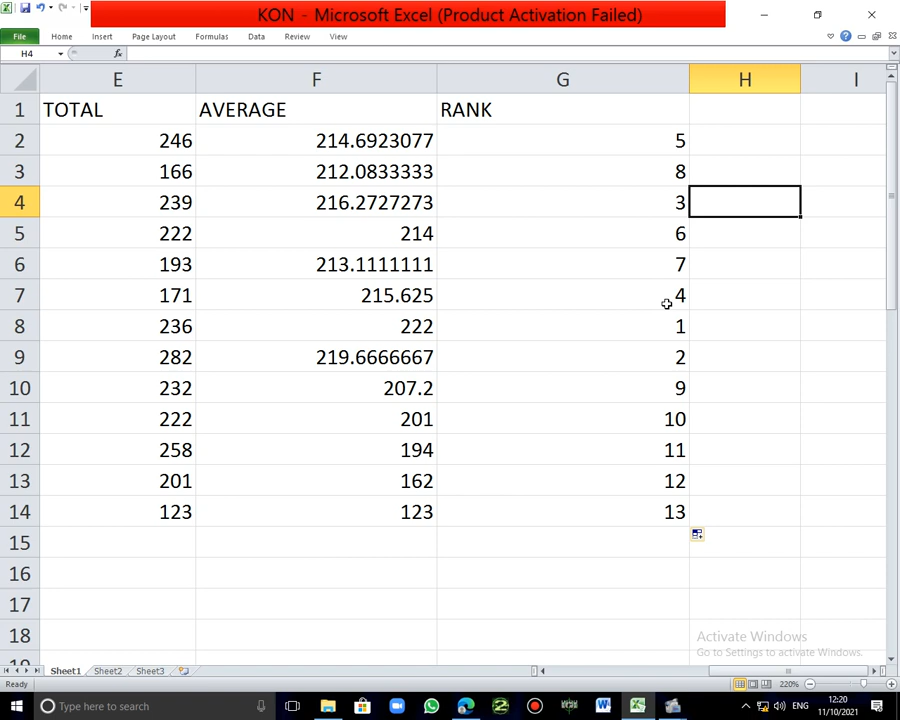 KON - Microsoft Excel (Product Activation Failed)
File Home Insert Page Layout Formulas Data Review View
H4 fx
E F G H I
1 TOTAL AVERAGE RANK
2 246 214.6923077 5
3 166 212.0833333 8
4 239 216.2727273 3
5 222 214 6
6 193 213.1111111 7
7 171 215.625 4
8 236 222 1
9 282 219.6666667 2
10 232 207.2 9
11 222 201 10
12 258 194 11
13 201 162 12
14 123 123 13
15
16
17
18
Activate Windows
Go to Settings to activate Windows.
Sheet1 Sheet2 Sheet3
Ready 220%
Type here to search ENG 12:20
11/10/2021